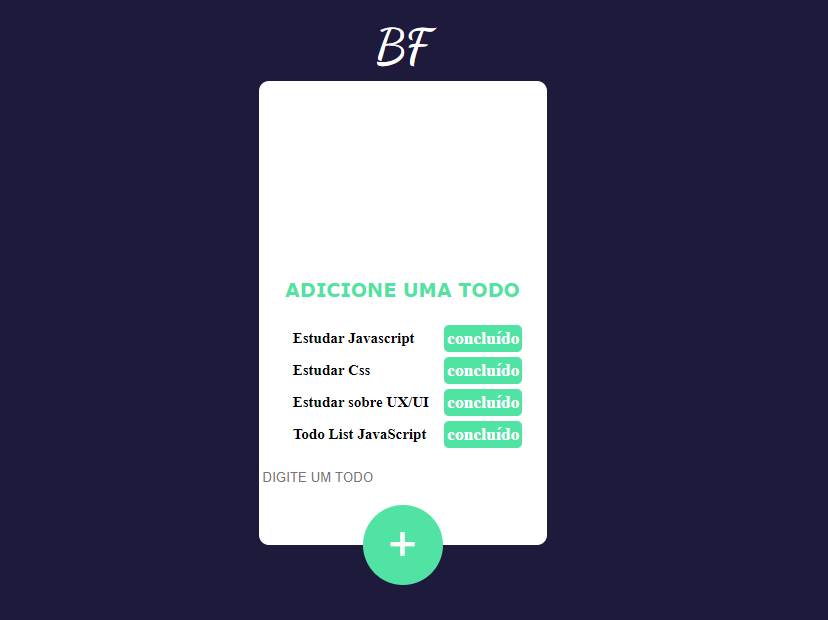 BF
ADICIONE UMA TODO
Estudar Javascript concluído
Estudar Css concluído
Estudar sobre UX/UI concluído
Todo List JavaScript concluído
DIGITE UM TODO
+